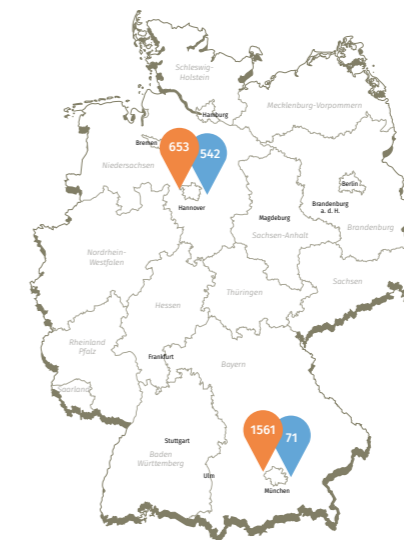 Schleswig-
Holstein
Mecklenburg-Vorpommern
Hamburg
Bremen
653
542
Niedersachsen
Berlin
Hannover
Brandenburg
a. d. H.
Magdeburg
Sachsen-Anhalt
Brandenburg
Nordrhein-
Westfalen
Sachsen
Thüringen
Hessen
Rheinland
Pfalz
Frankfurt
Bayern
Saarland
1561
71
Stuttgart
Baden
Württemberg
Ulm
München